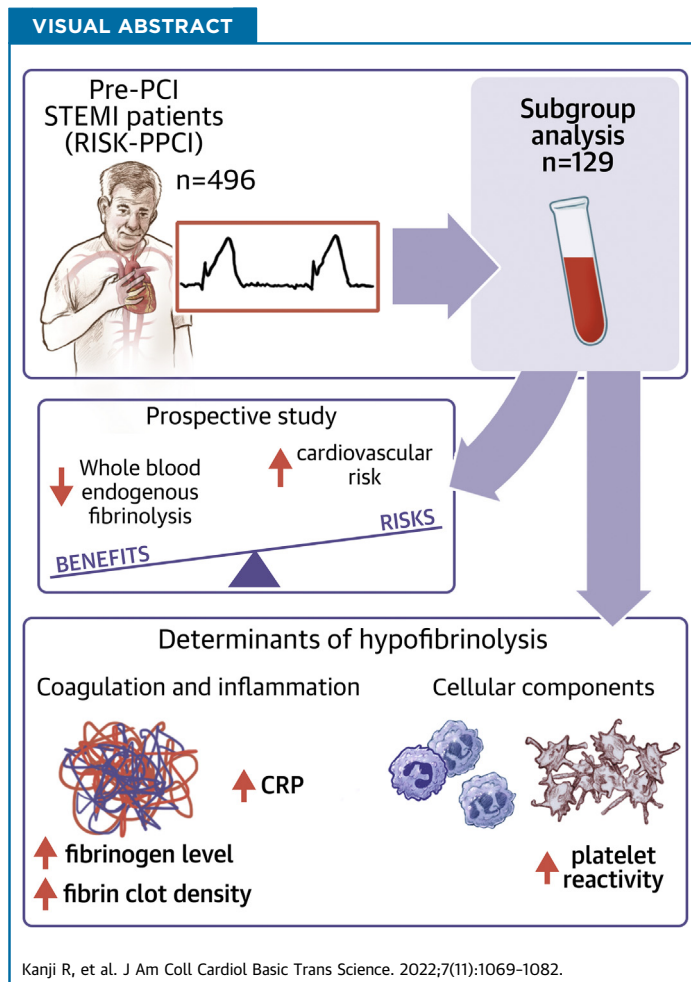 VISUAL ABSTRACT
Pre-PCI
STEMI patients
(RISK-PPCI)
n=496
Subgroup
analysis
n=129
Prospective study
Whole blood
endogenous
fibrinolysis
cardiovascular
risk
BENEFITS
RISKS
Determinants of hypofibrinolysis
Coagulation and inflammation
CRP
fibrinogen level
fibrin clot density
Cellular components
platelet
reactivity
Kanji R, et al. J Am Coll Cardiol Basic Trans Science. 2022;7(11):1069-1082.